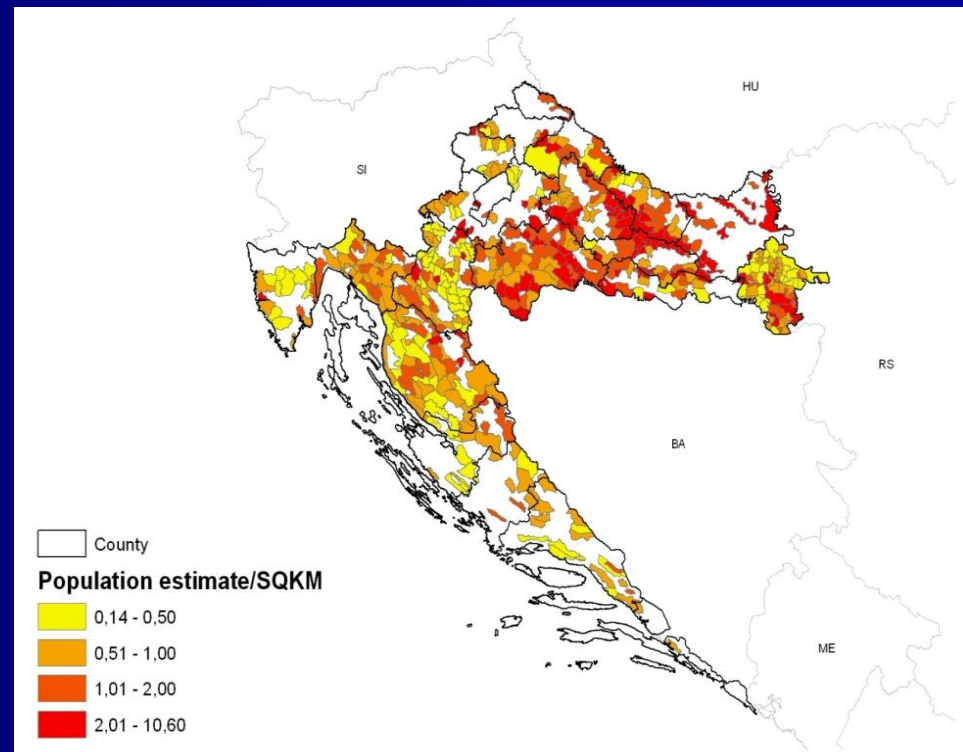 HU
SI
RS
BA
ME
County
Population estimate/SQKM
0,14 - 0,50
0,51 - 1,00
1,01 - 2,00
2,01 - 10,60